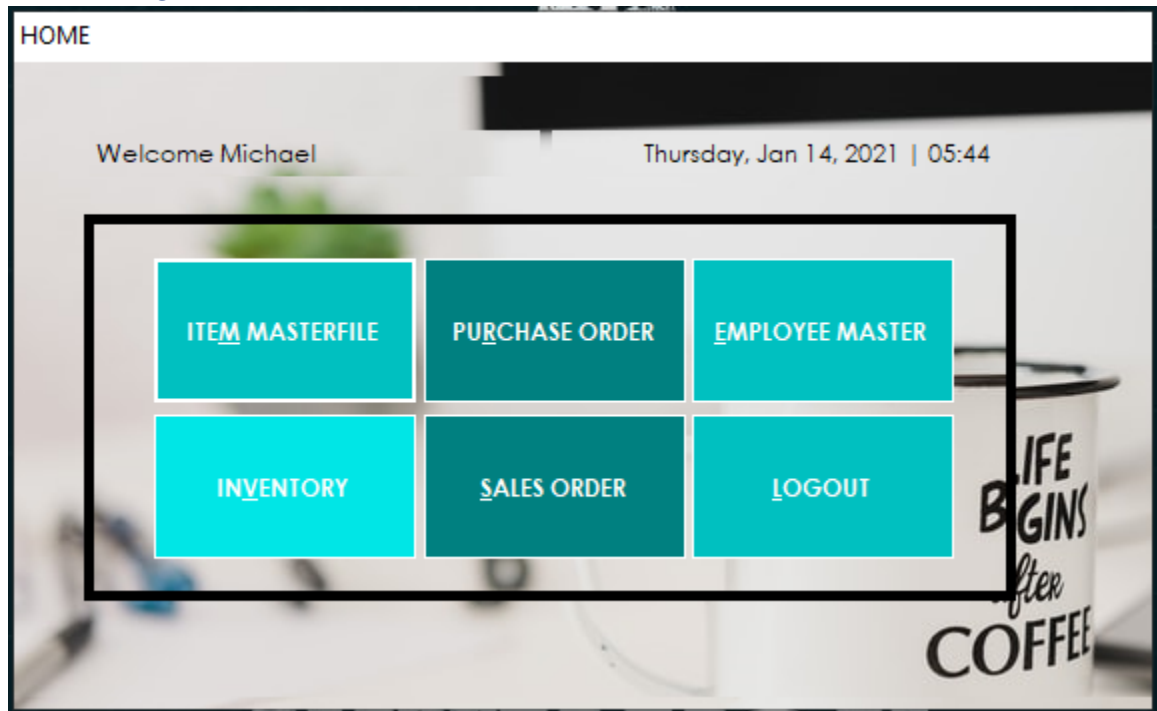 HOME
Welcome Michael
Thursday, Jan 14, 2021 | 05:44
ITEM MASTERFILE
PURCHASE ORDER
EMPLOYEE MASTER
INVENTORY
SALES ORDER
LOGOUT
LIFE
BEGINS
after
COFFEE